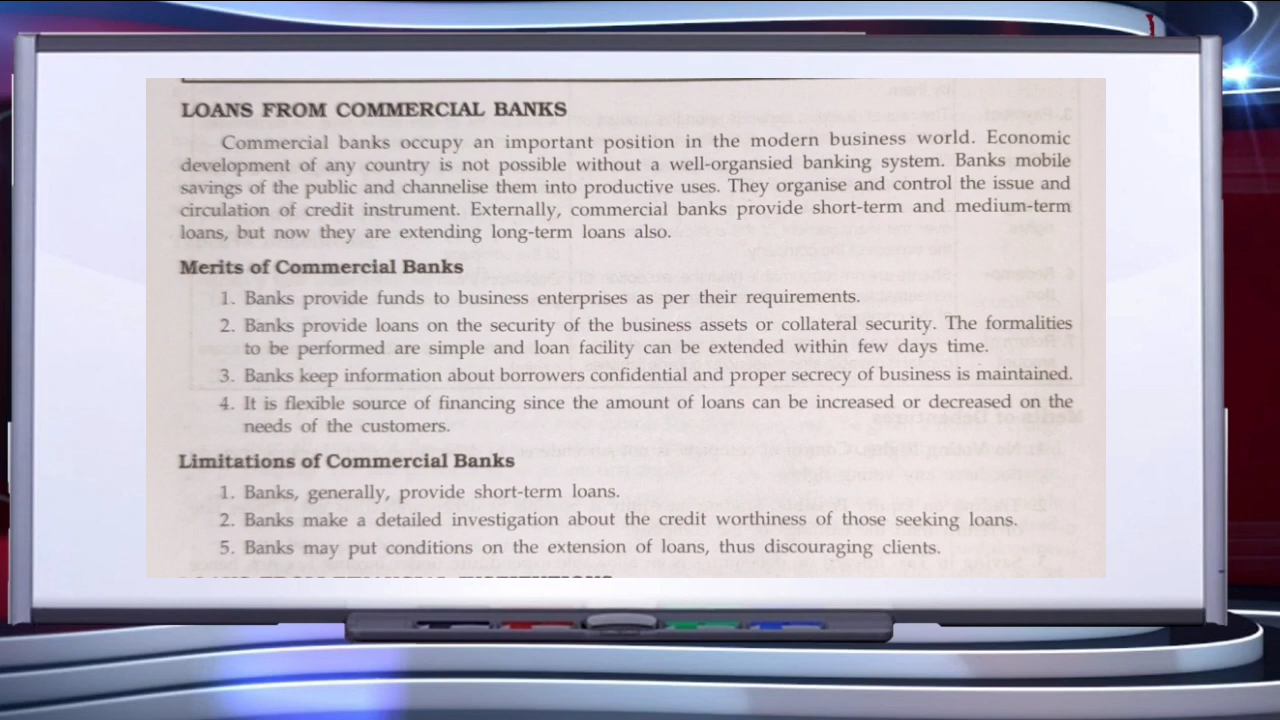 LOANS FROM COMMERCIAL BANKS
Commercial banks occupy an important position in the modern business world. Economic
development of any country is not possible without a well-organsied banking system. Banks mobile
savings of the public and channelise them into productive uses. They organise and control the issue and
circulation of credit instrument. Externally, commercial banks provide short-term and medium-term
loans, but now they are extending long-term loans also.
Merits of Commercial Banks
1. Banks provide funds to business enterprises as per their requirements.
2. Banks provide loans on the security of the business assets or collateral security. The formalities
to be performed are simple and loan facility can be extended within few days time.
3. Banks keep information about borrowers confidential and proper secrecy of business is maintained.
4. It is flexible source of financing since the amount of loans can be increased or decreased on the
needs of the customers.
Limitations of Commercial Banks
1. Banks, generally, provide short-term loans.
2. Banks make a detailed investigation about the credit worthiness of those seeking loans.
5. Banks may put conditions on the extension of loans, thus discouraging clients.